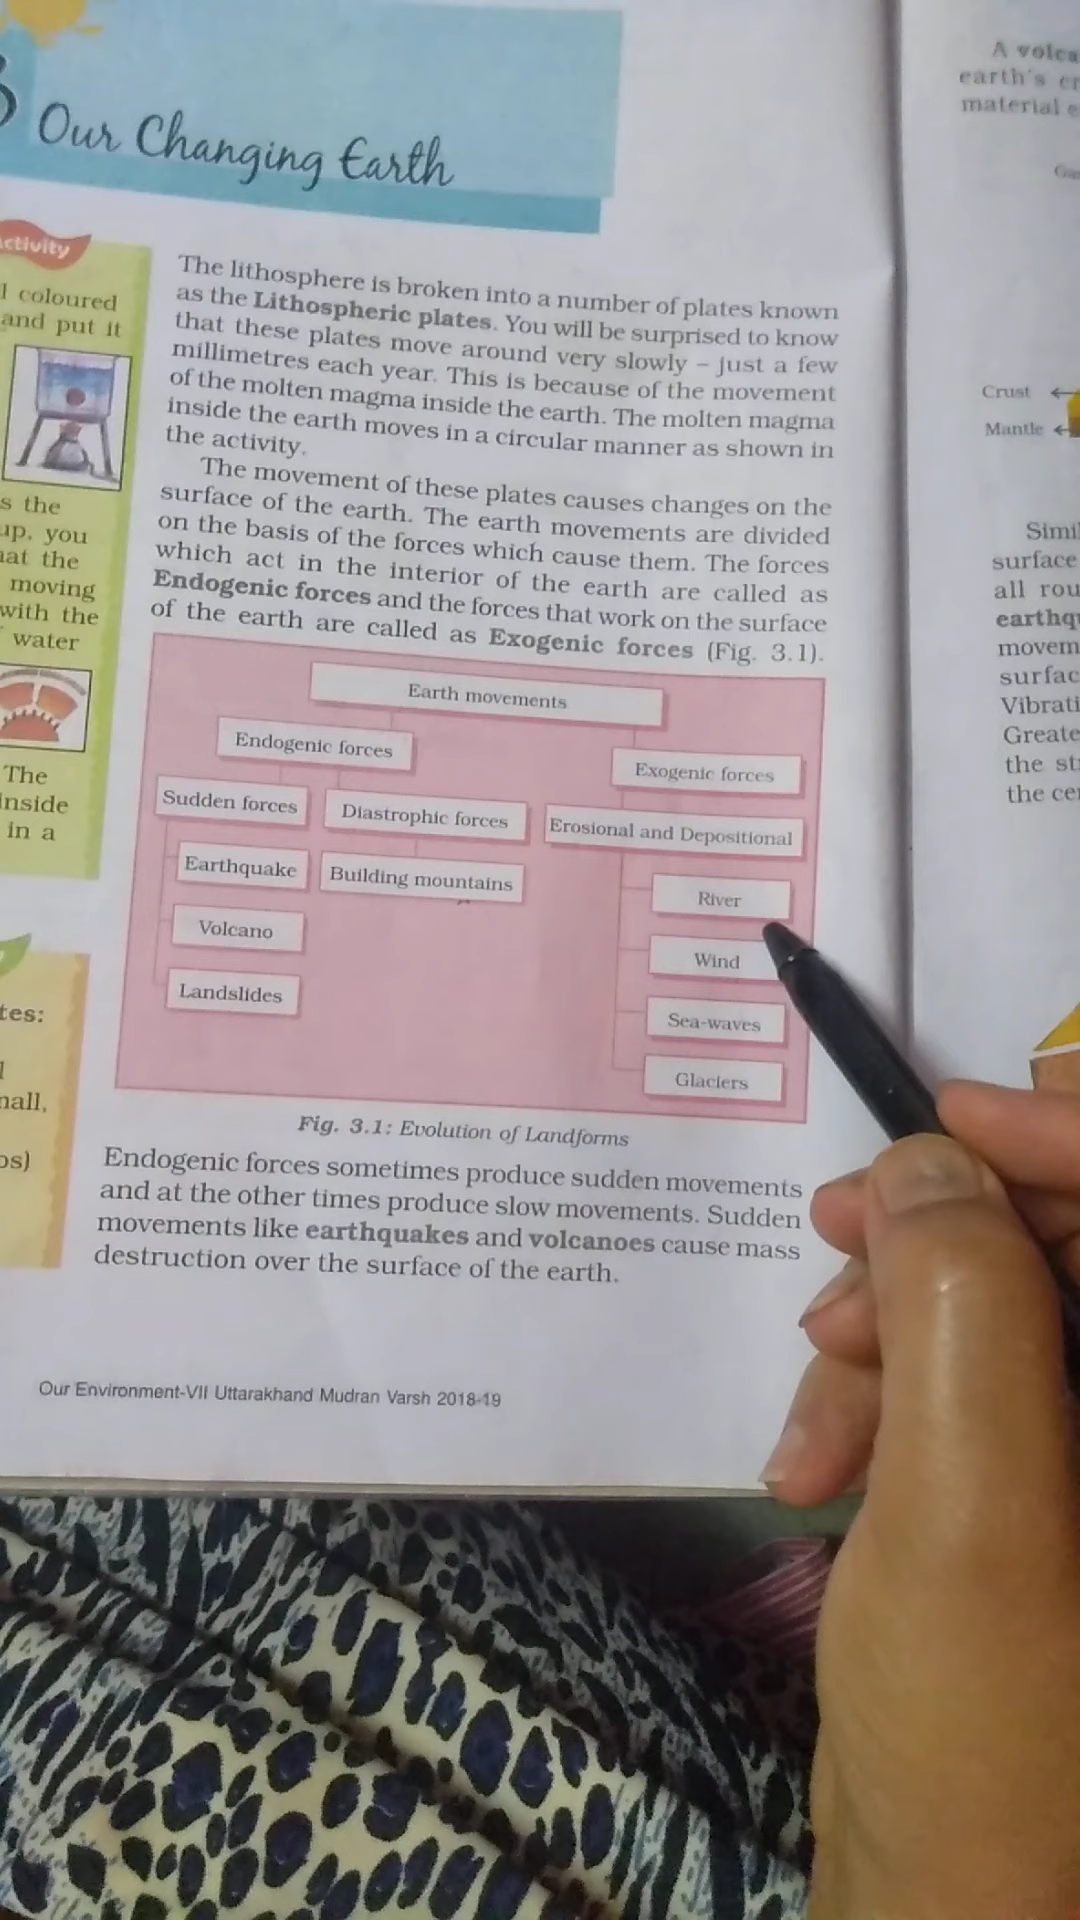 Our Changing Earth
Activity
coloured
and put it
s the
up, you
at the
moving
with the
water
The
inside
in a
tes:
The lithosphere is broken into a number of plates known
as the Lithospheric plates. You will be surprised to know
that these plates move around very slowly – just a few
millimetres each year. This is because of the movement
of the molten magma inside the earth. The molten magma
inside the earth moves in a circular manner as shown in
the activity.
The movement of these plates causes changes on the
surface of the earth. The earth movements are divided
on the basis of the forces which cause them. The forces
which act in the interior of the earth are called as
Endogenic forces and the forces that work on the surface
of the earth are called as Exogenic forces (Fig. 3.1).
Earth movements
Endogenic forces
Exogenic forces
Sudden forces
Diastrophic forces
Erosional and Depositional
Earthquake
Building mountains
River
Volcano
Wind
Landslides
Sea-waves
Glaciers
Fig. 3.1: Evolution of Landforms
Endogenic forces sometimes produce sudden movements
and at the other times produce slow movements. Sudden
movements like earthquakes and volcanoes cause mass
destruction over the surface of the earth.
Our Environment-VII Uttarakhand Mudran Varsh 2018-19
A volca
earth's cr
material e
Crust
Mantle
Simil
surface
all rou
earthqu
movem
surfac
Vibrati
Greate
the st
the ce